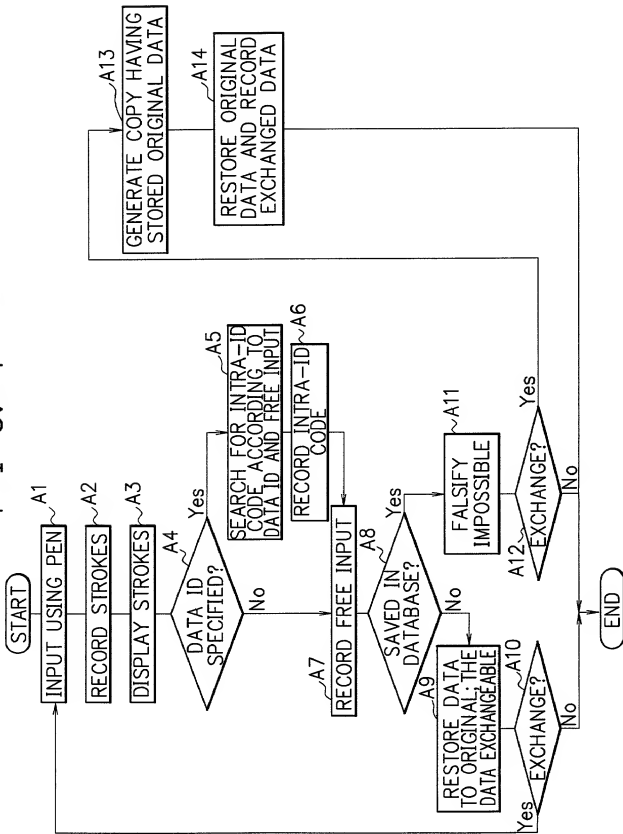 START
A1
INPUT USING PEN
A2
RECORD STROKES
A3
DISPLAY STROKES
A4
DATA ID
SPECIFIED?
Yes
No
A5
SEARCH FOR INTRA-ID
CODE ACCORDING TO
DATA ID AND FREE INPUT
A6
RECORD INTRA-ID
CODE
A7
RECORD FREE INPUT
A8
SAVED IN
DATABASE?
Yes
No
A9
RESTORE DATA
TO ORIGINAL;THE
DATA EXCHANGEABLE
A10
EXCHANGE?
Yes
No
A11
FALSIFY
IMPOSSIBLE
A12
EXCHANGE?
Yes
No
A13
GENERATE COPY HAVING
STORED ORIGINAL DATA
A14
RESTORE ORIGINAL
DATA AND RECORD
EXCHANGED DATA
END